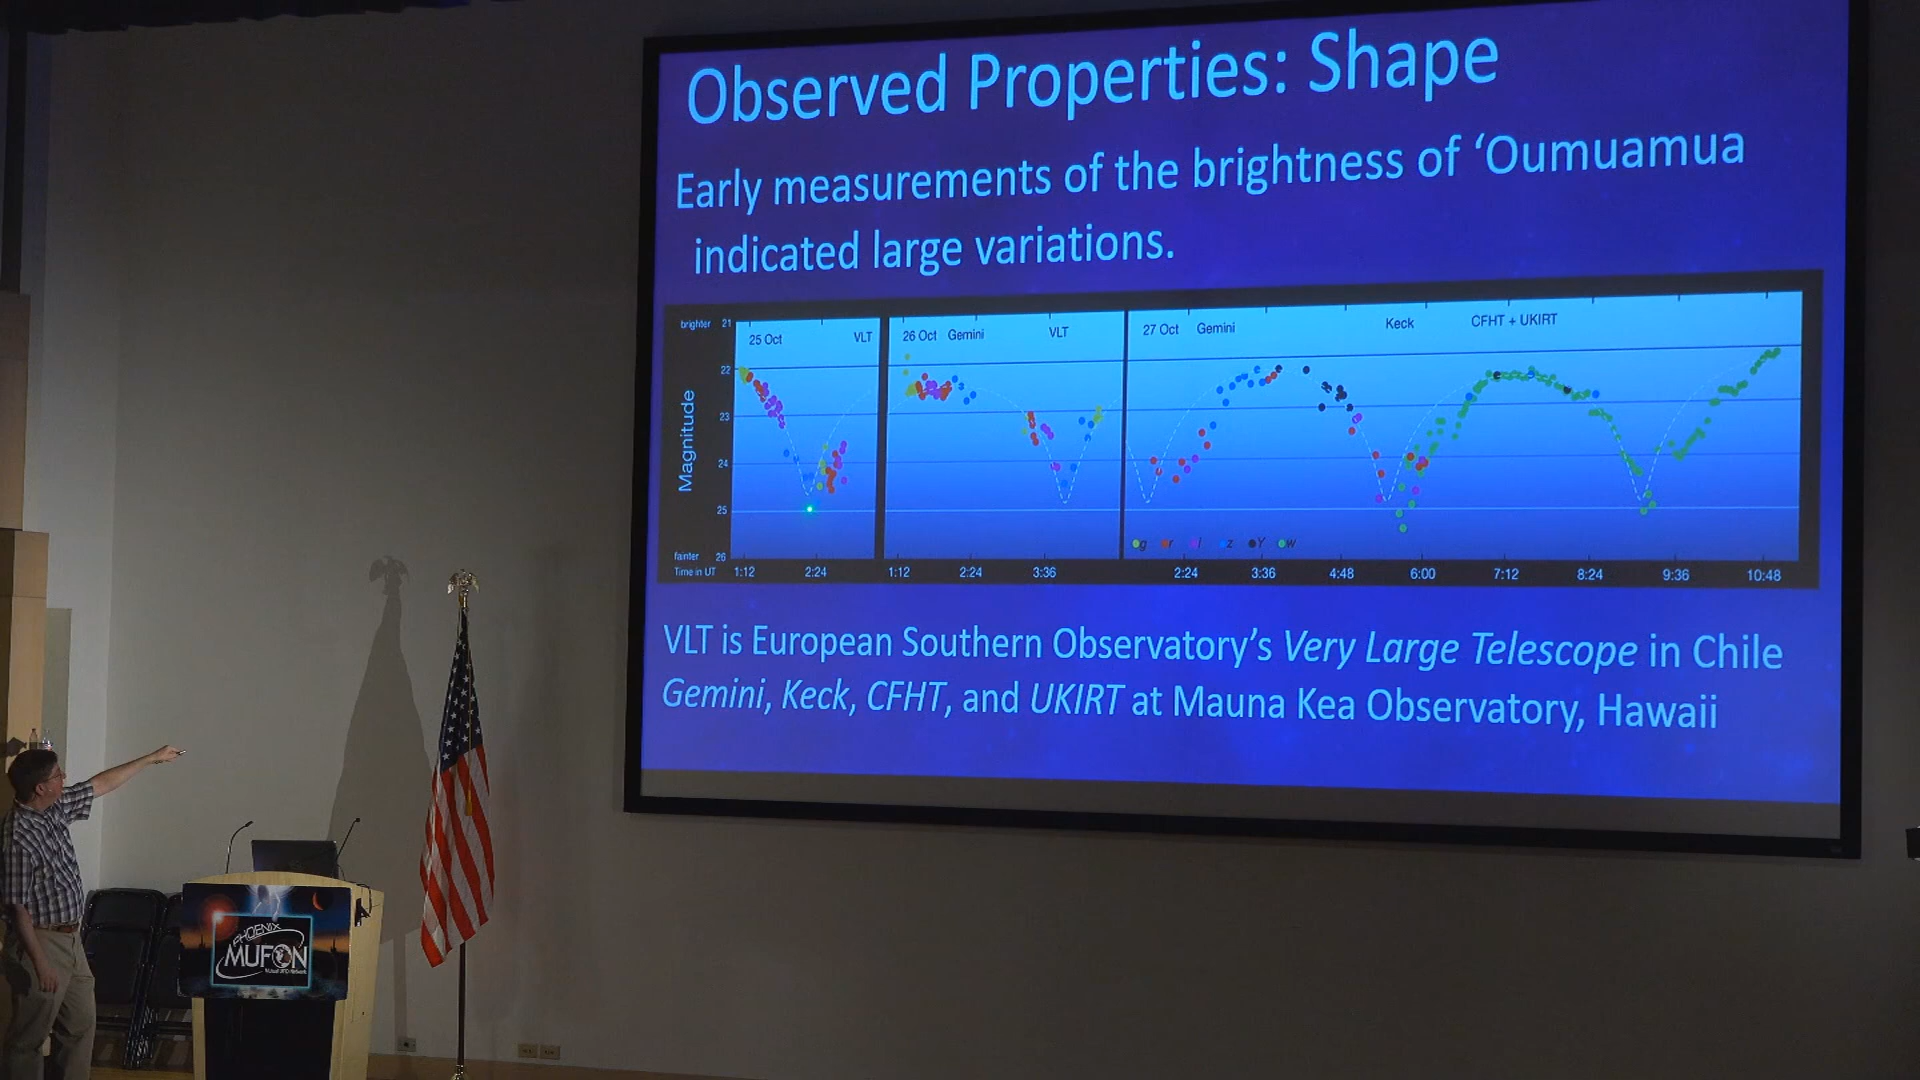 Observed Properties: Shape
Early measurements of the brightness of ‘Oumuamua
indicated large variations.
brighter 21
25 Oct VLT
26 Oct Gemini VLT
27 Oct Gemini Keck CFHT + UKIRT
22
23
Magnitude
24
25
g r i z Y w
fainter 26
Time in UT 1:12 2:24 1:12 2:24 3:36 2:24 3:36 4:48 6:00 7:12 8:24 9:36 10:48
VLT is European Southern Observatory’s Very Large Telescope in Chile
Gemini, Keck, CFHT, and UKIRT at Mauna Kea Observatory, Hawaii
PHOENIX
MUFON
Mutual UFO Network